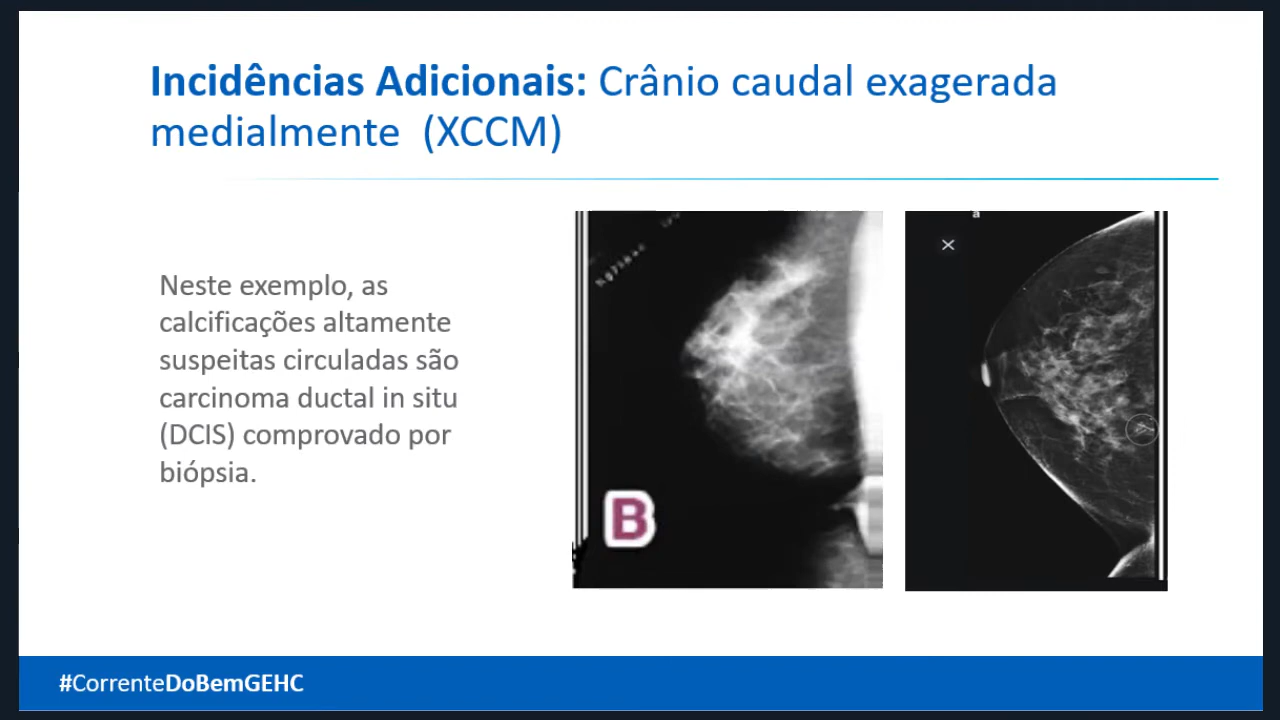 Incidências Adicionais: Crânio caudal exagerada
medialmente (XCCM)
Neste exemplo, as
calcificações altamente
suspeitas circuladas são
carcinoma ductal in situ
(DCIS) comprovado por
biópsia.
B
a
#CorrenteDoBemGEHC